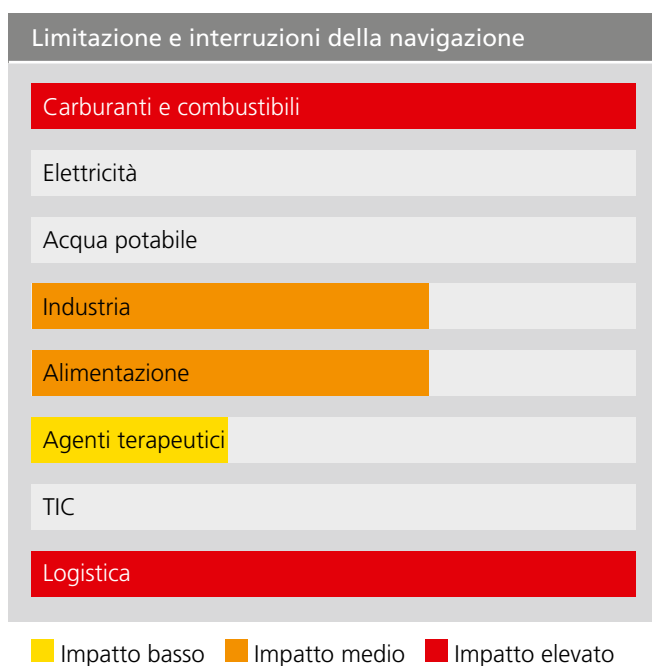 Limitazione e interruzioni della navigazione
Carburanti e combustibili
Elettricità
Acqua potabile
Industria
Alimentazione
Agenti terapeutici
TIC
Logistica
Impatto basso Impatto medio Impatto elevato